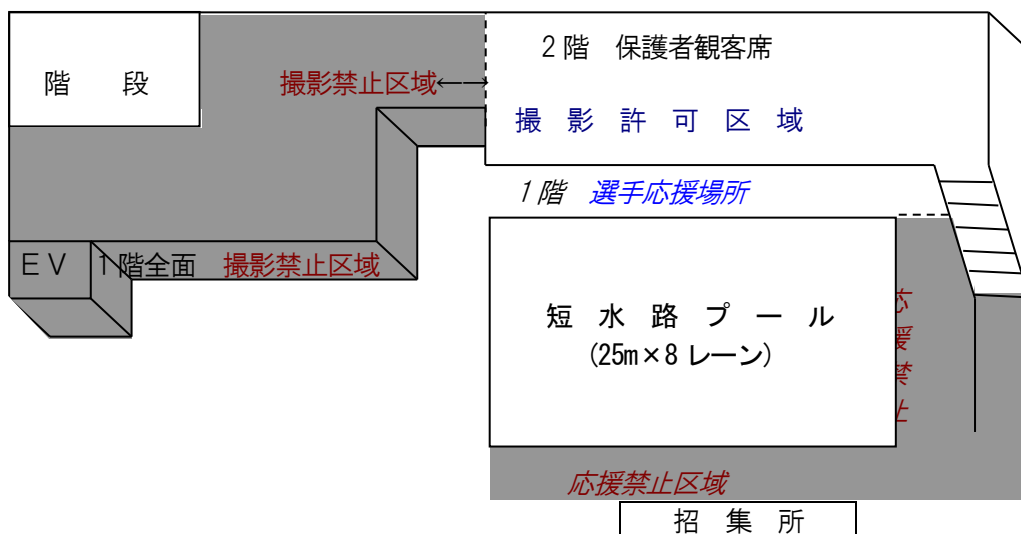 階 段
撮影禁止区域←→
2階 保護者観客席
撮 影 許 可 区 域
1階 選手応援場所
EV 1階全面 撮影禁止区域
短 水 路 プ ー ル
(25m×8 レーン)
応援禁止
応援禁止区域
招 集 所